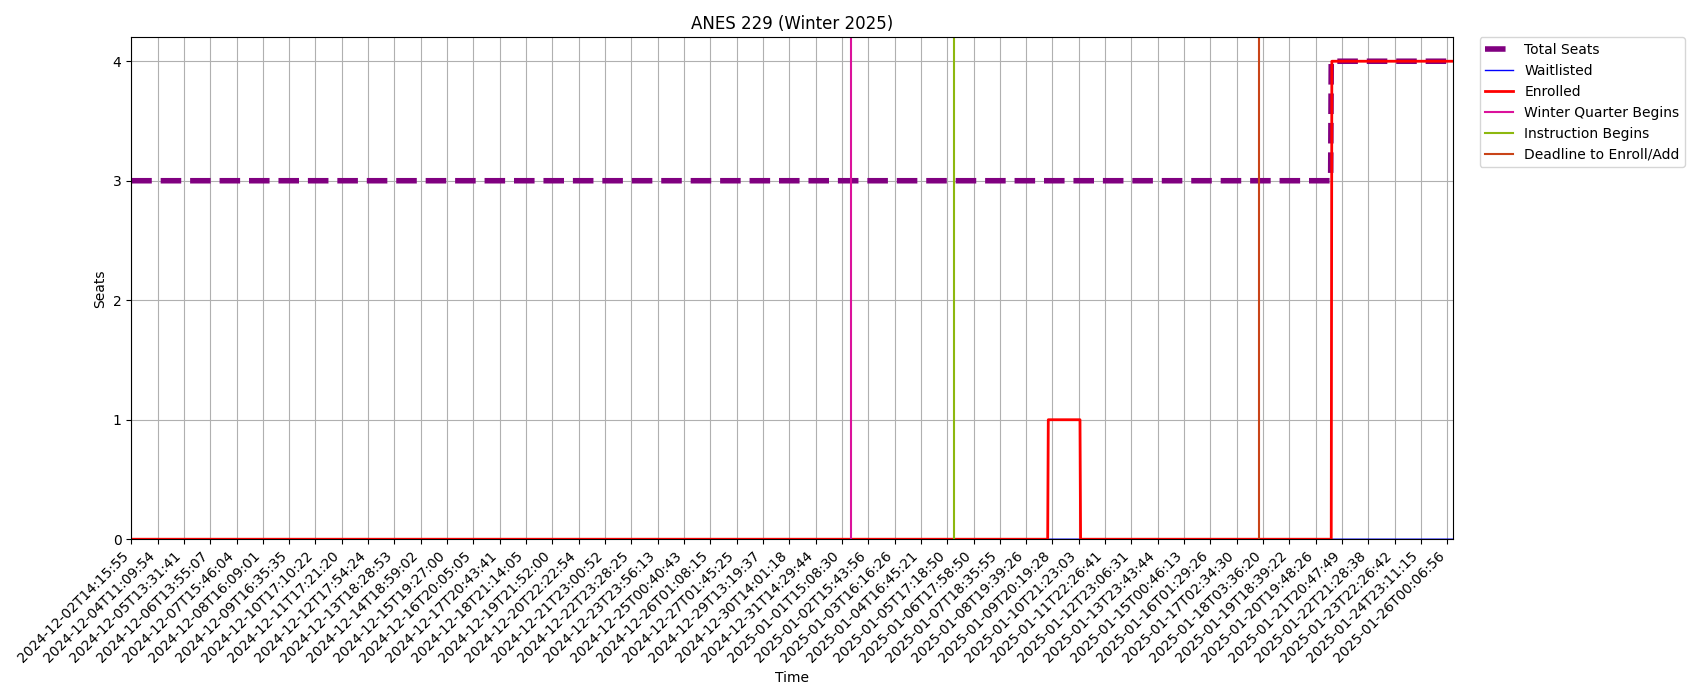 ANES 229 (Winter 2025)
Total Seats
Waitlisted
Enrolled
Winter Quarter Begins
Instruction Begins
Deadline to Enroll/Add
4
3
2
1
0
Seats
2024-12-02T14:15:55
2024-12-04T11:09:54
2024-12-05T13:31:41
2024-12-06T13:55:07
2024-12-07T15:46:04
2024-12-08T16:09:01
2024-12-09T16:35:35
2024-12-10T17:10:22
2024-12-11T17:21:20
2024-12-12T17:54:24
2024-12-13T18:28:53
2024-12-14T18:59:02
2024-12-15T19:27:00
2024-12-16T20:05:05
2024-12-17T20:43:41
2024-12-18T21:14:05
2024-12-19T21:52:00
2024-12-20T22:22:54
2024-12-21T23:00:52
2024-12-22T23:28:25
2024-12-23T23:56:13
2024-12-25T00:40:43
2024-12-26T01:08:15
2024-12-27T01:45:25
2024-12-29T13:19:37
2024-12-30T14:01:18
2024-12-31T14:29:44
2025-01-01T15:08:30
2025-01-02T15:43:56
2025-01-03T16:16:26
2025-01-04T16:45:21
2025-01-05T17:18:50
2025-01-06T17:58:50
2025-01-07T18:35:55
2025-01-08T19:39:26
2025-01-09T20:19:28
2025-01-10T21:23:03
2025-01-11T22:26:41
2025-01-12T23:06:31
2025-01-13T23:43:44
2025-01-15T00:46:13
2025-01-16T01:29:26
2025-01-17T02:34:30
2025-01-18T03:36:20
2025-01-19T18:39:22
2025-01-20T19:48:26
2025-01-21T20:47:49
2025-01-22T21:28:38
2025-01-23T22:26:42
2025-01-24T23:11:15
2025-01-26T00:06:56
Time